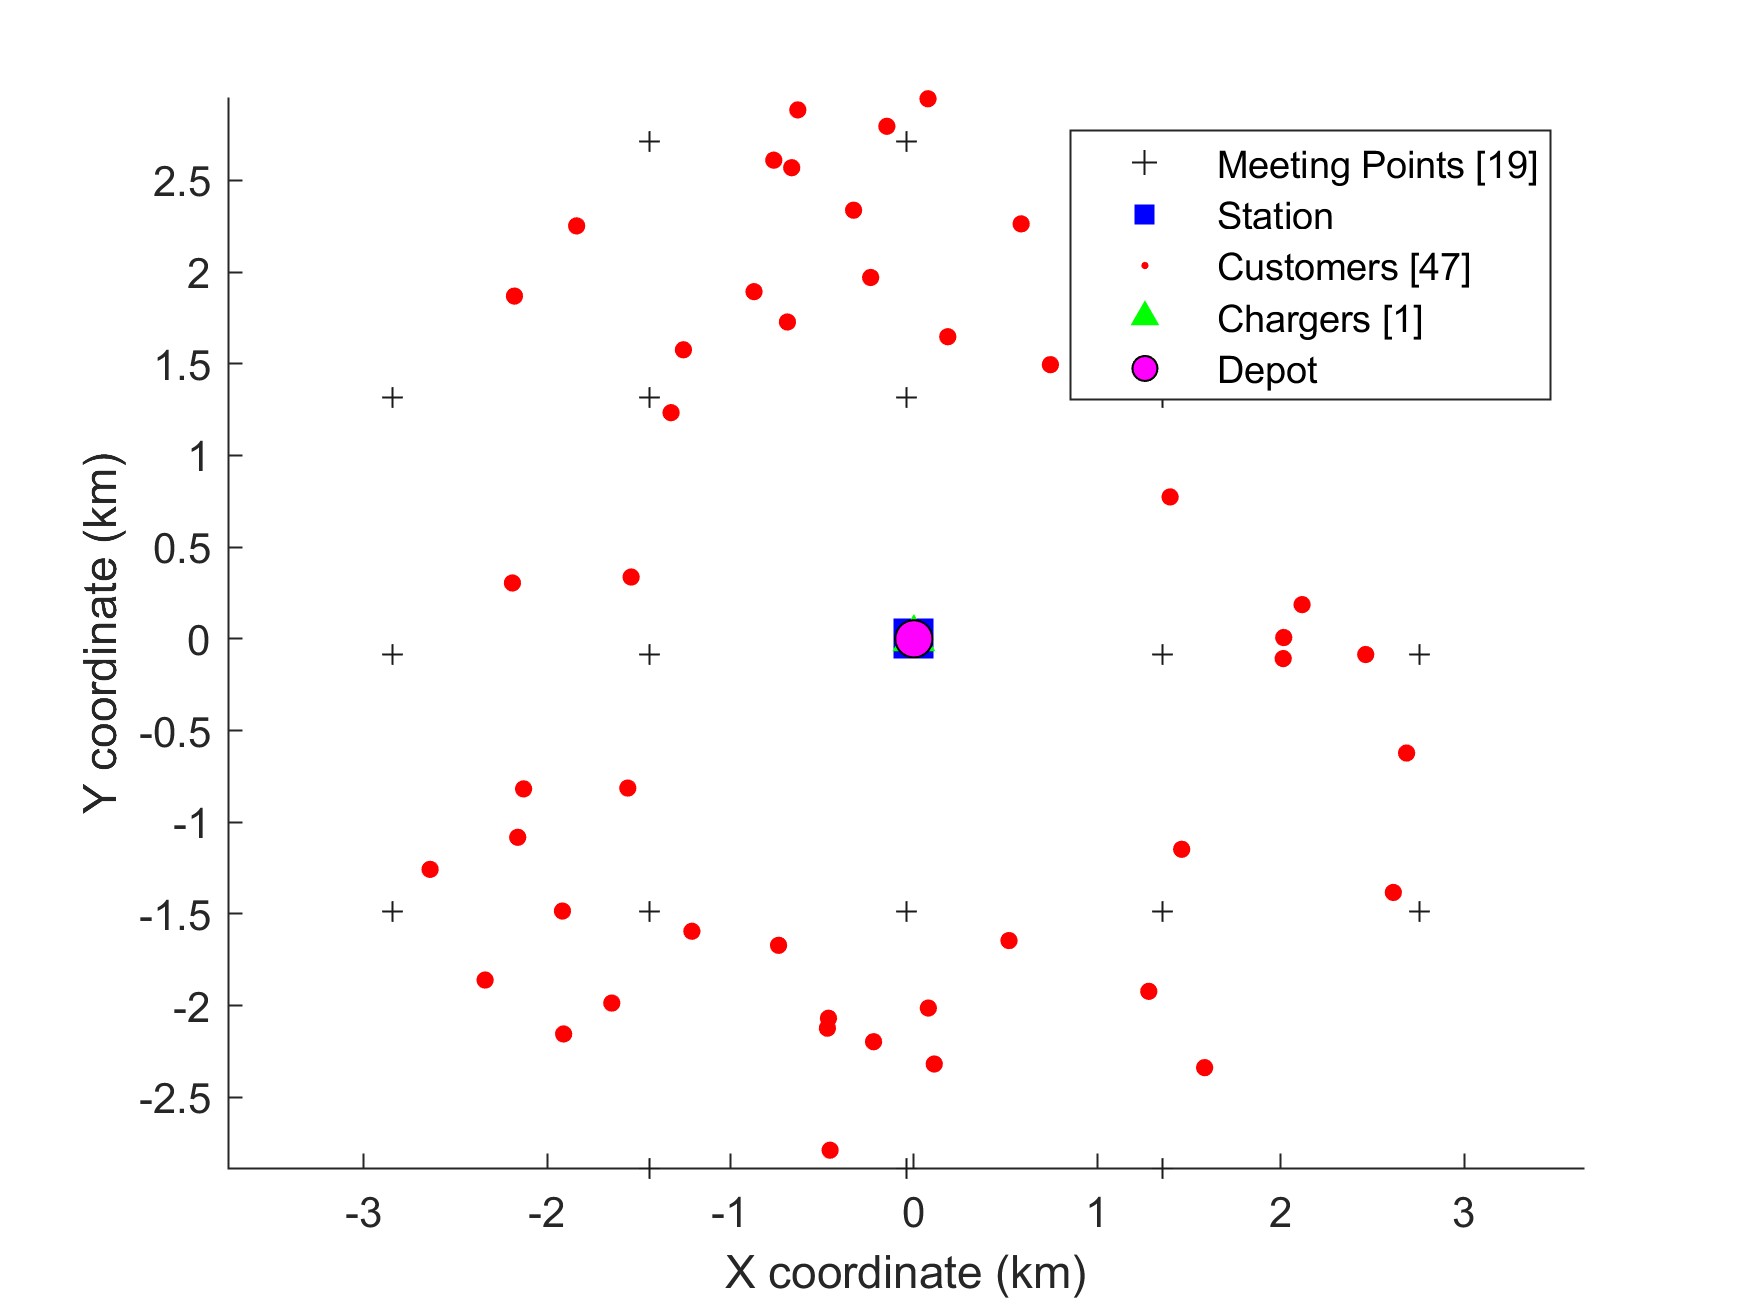 Meeting Points [19]
Station
Customers [47]
Chargers [1]
Depot
Y coordinate (km)
2.5
2
1.5
1
0.5
0
-0.5
-1
-1.5
-2
-2.5
-3 -2 -1 0 1 2 3
X coordinate (km)